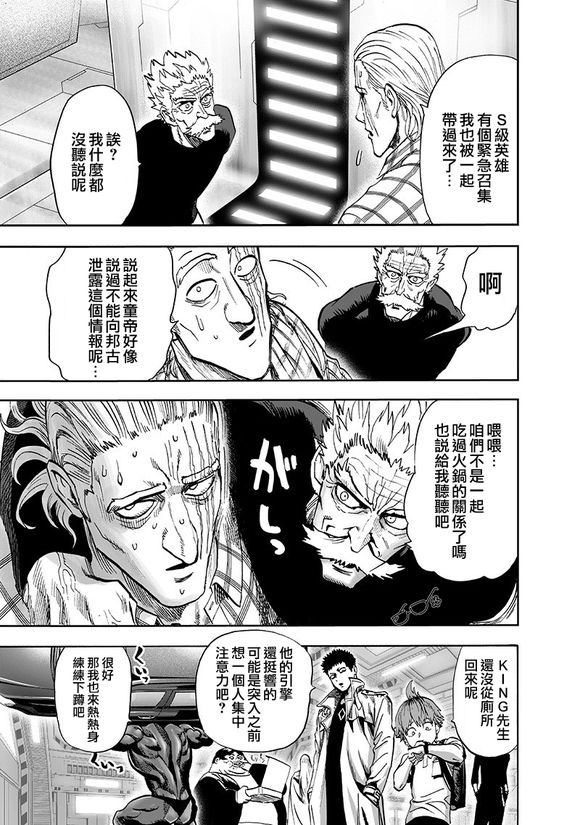 S級英雄
有個緊急召集
我也被一起
帶過來了…
誒？
我什麼都
沒聽說呢
啊
說起來童帝好像
說過不能向邦古
泄露這個情報呢…
喂喂…
咱們不是一起
吃過火鍋的關係了嗎
也說給我聽聽吧
がしっ
KING先生
還沒從廁所
回來呢
他的引擎
還挺響的
可能是突入之前
想一個人集中
注意力吧？
很好
那我也來熱熱身
練練下蹲吧